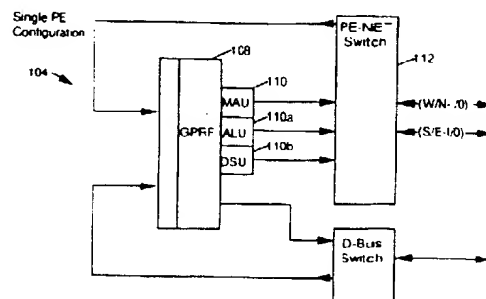 Single PE
Configuration
104
108
110
110a
110b
MAU
ALU
DSU
GPRF
PE-NET
Switch
112
(W/N-I/0)
(S/E-I/0)
D-Bus
Switch